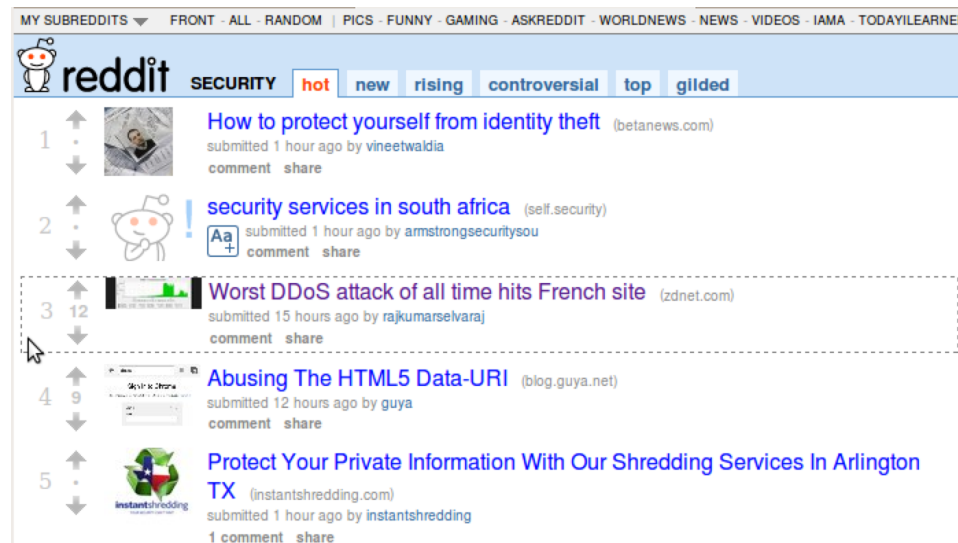 MY SUBREDDITS FRONT - ALL - RANDOM | PICS - FUNNY - GAMING - ASKREDDIT - WORLDNEWS - NEWS - VIDEOS - IAMA - TODAYILEARNE
reddit SECURITY hot new rising controversial top gilded
1 How to protect yourself from identity theft (betanews.com)
submitted 1 hour ago by vineetwaldia
comment share
2 security services in south africa (self.security)
Aa+ submitted 1 hour ago by armstrongsecuritysou
comment share
3 12 Worst DDoS attack of all time hits French site (zdnet.com)
submitted 15 hours ago by rajkumarselvaraj
comment share
4 9 Abusing The HTML5 Data-URI (blog.guya.net)
Sign in to Chrome
submitted 12 hours ago by guya
comment share
5 Protect Your Private Information With Our Shredding Services In Arlington
TX (instantshredding.com)
instantshredding
submitted 1 hour ago by instantshredding
1 comment share